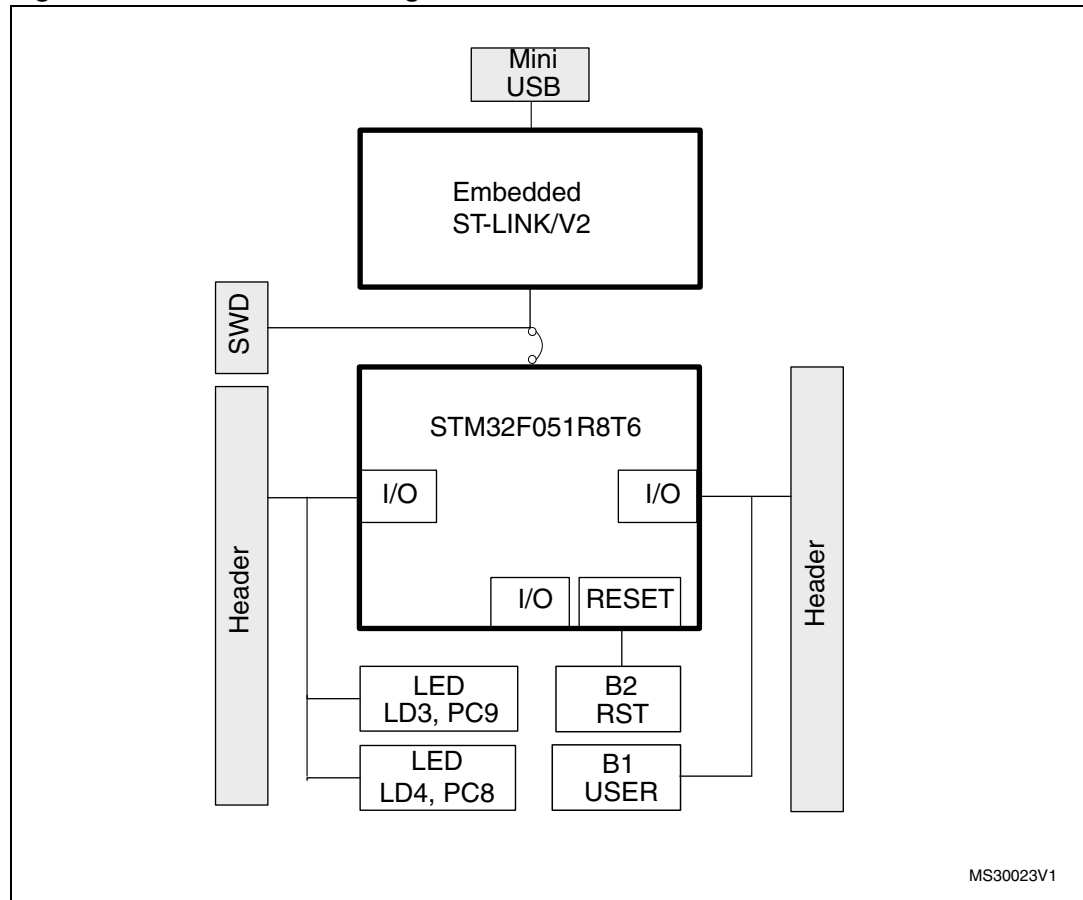 Mini
USB
Embedded
ST-LINK/V2
SWD
STM32F051R8T6
I/O
I/O
Header
Header
I/O
RESET
LED
LD3, PC9
B2
RST
LED
LD4, PC8
B1
USER
MS30023V1